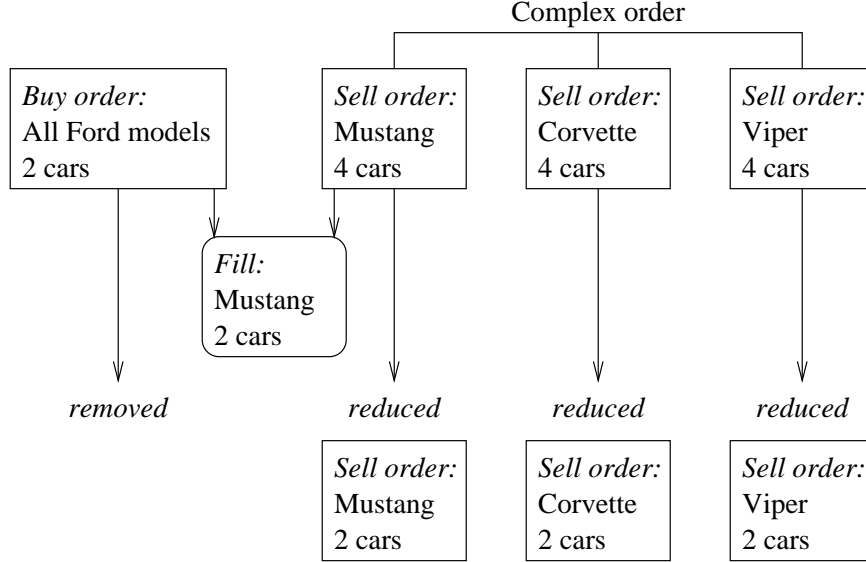 Complex order
Buy order:
All Ford models
2 cars
Sell order:
Mustang
4 cars
Sell order:
Corvette
4 cars
Sell order:
Viper
4 cars
Fill:
Mustang
2 cars
removed
reduced
reduced
reduced
Sell order:
Mustang
2 cars
Sell order:
Corvette
2 cars
Sell order:
Viper
2 cars